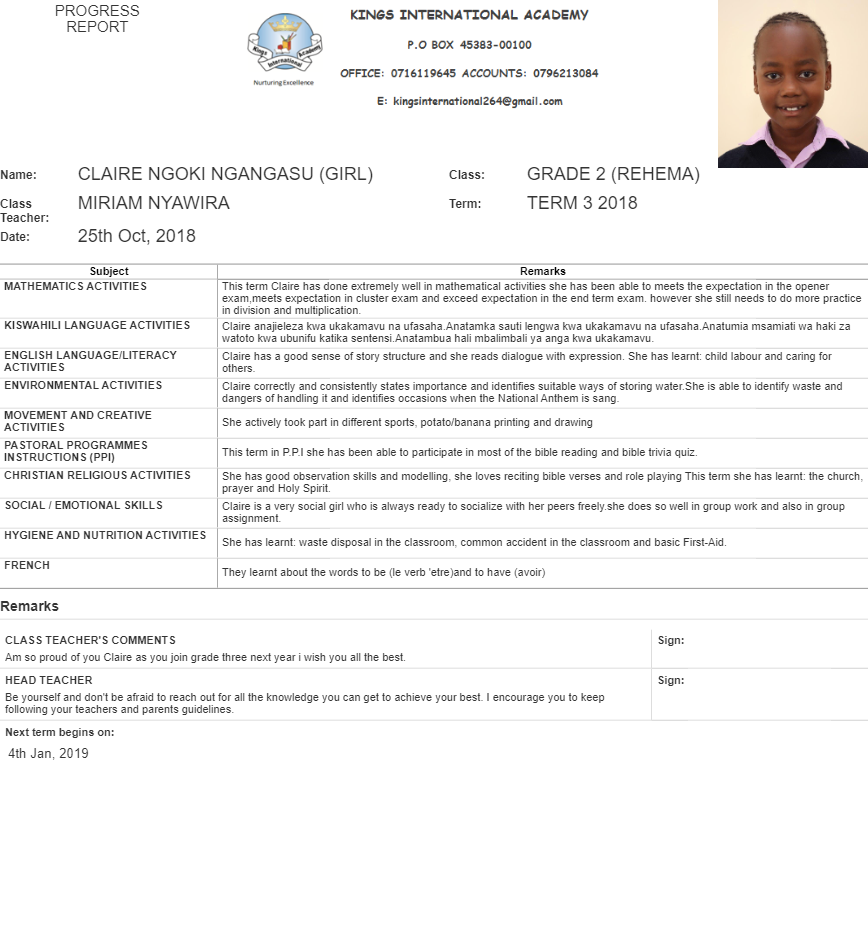 PROGRESS
REPORT
Kings International Academy
Nurturing Excellence
KINGS INTERNATIONAL ACADEMY
P.O BOX 45383-00100
OFFICE: 0716119645 ACCOUNTS: 0796213084
E: kingsinternational264@gmail.com
Name: CLAIRE NGOKI NGANGASU (GIRL) Class: GRADE 2 (REHEMA)
Class Teacher: MIRIAM NYAWIRA Term: TERM 3 2018
Date: 25th Oct, 2018
Subject Remarks
MATHEMATICS ACTIVITIES This term Claire has done extremely well in mathematical activities she has been able to meets the expectation in the opener
exam,meets expectation in cluster exam and exceed expectation in the end term exam. however she still needs to do more practice
in division and multiplication.
KISWAHILI LANGUAGE ACTIVITIES Claire anajieleza kwa ukakamavu na ufasaha.Anatamka sauti lengwa kwa ukakamavu na ufasaha.Anatumia msamiati wa haki za
watoto kwa ubunifu katika sentensi.Anatambua hali mbalimbali ya anga kwa ukakamavu.
ENGLISH LANGUAGE/LITERACY
ACTIVITIES
Claire has a good sense of story structure and she reads dialogue with expression. She has learnt: child labour and caring for
others.
ENVIRONMENTAL ACTIVITIES Claire correctly and consistently states importance and identifies suitable ways of storing water.She is able to identify waste and
dangers of handling it and identifies occasions when the National Anthem is sang.
MOVEMENT AND CREATIVE
ACTIVITIES
She actively took part in different sports, potato/banana printing and drawing
PASTORAL PROGRAMMES
INSTRUCTIONS (PPI)
This term in P.P.I she has been able to participate in most of the bible reading and bible trivia quiz.
CHRISTIAN RELIGIOUS ACTIVITIES She has good observation skills and modelling, she loves reciting bible verses and role playing This term she has learnt: the church,
prayer and Holy Spirit.
SOCIAL / EMOTIONAL SKILLS Claire is a very social girl who is always ready to socialize with her peers freely.she does so well in group work and also in group
assignment.
HYGIENE AND NUTRITION ACTIVITIES She has learnt: waste disposal in the classroom, common accident in the classroom and basic First-Aid.
FRENCH They learnt about the words to be (le verb 'etre)and to have (avoir)
Remarks
CLASS TEACHER'S COMMENTS Sign:
Am so proud of you Claire as you join grade three next year i wish you all the best.
HEAD TEACHER Sign:
Be yourself and don't be afraid to reach out for all the knowledge you can get to achieve your best. I encourage you to keep
following your teachers and parents guidelines.
Next term begins on:
4th Jan, 2019